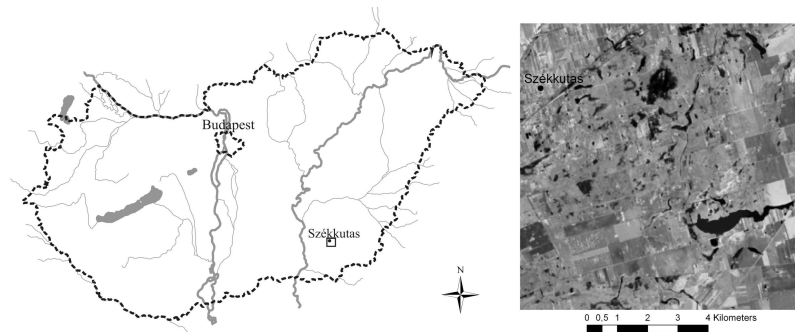 Budapest
Székkutas
N
Székkutas
0 0,5 1 2 3 4 Kilometers